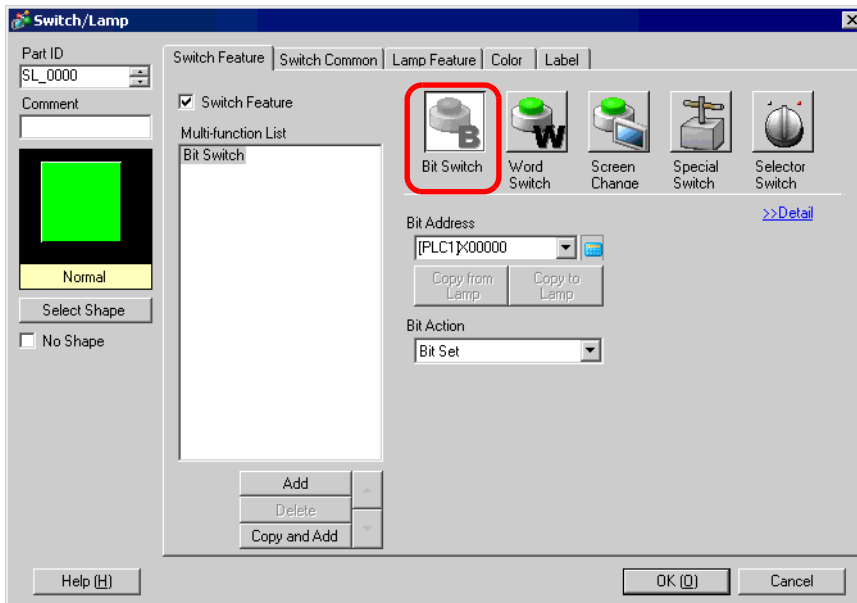 Switch/Lamp
Part ID
SL_0000
Comment
Normal
Select Shape
No Shape
Switch Feature
Switch Common
Lamp Feature
Color
Label
Switch Feature
Multi-function List
Bit Switch
Add
Delete
Copy and Add
Bit Switch
Word
Switch
Screen
Change
Special
Switch
Selector
Switch
>>Detail
Bit Address
[PLC1]X00000
Copy from
Lamp
Copy to
Lamp
Bit Action
Bit Set
Help (H)
OK (O)
Cancel